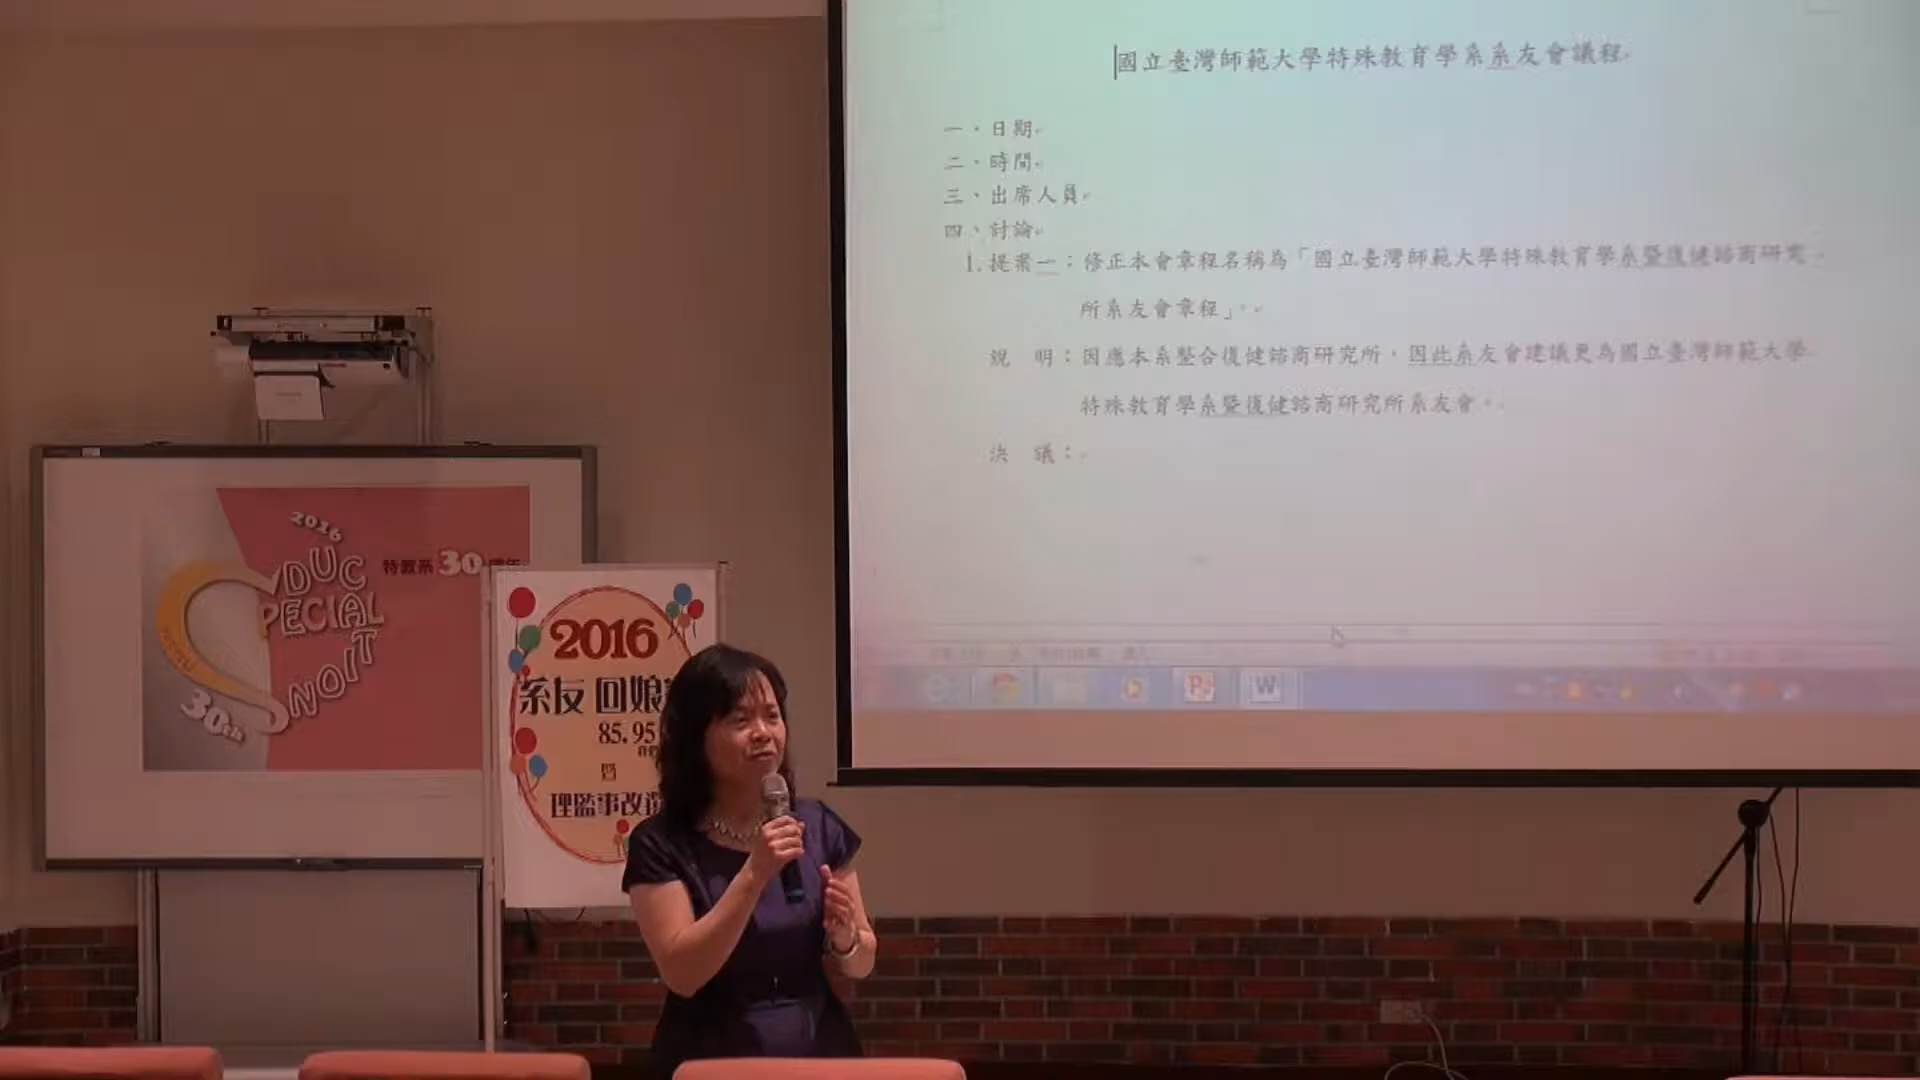 國立臺灣師範大學特殊教育學系系友會議程
一、日期
二、時間
三、出席人員
四、討論
1.提案一：修正本會章程名稱為「國立臺灣師範大學特殊教育學系暨復健諮商研究
所系友會章程」。
說 明：因應本系整合復健諮商研究所，因此系友會建議更為國立臺灣師範大學
特殊教育學系暨復健諮商研究所系友會。
決 議：
W
2016
EDUC
SPECIAL
NOIT
30th
特教系30
2016
系友 回娘
85.95
暨
理監事改選